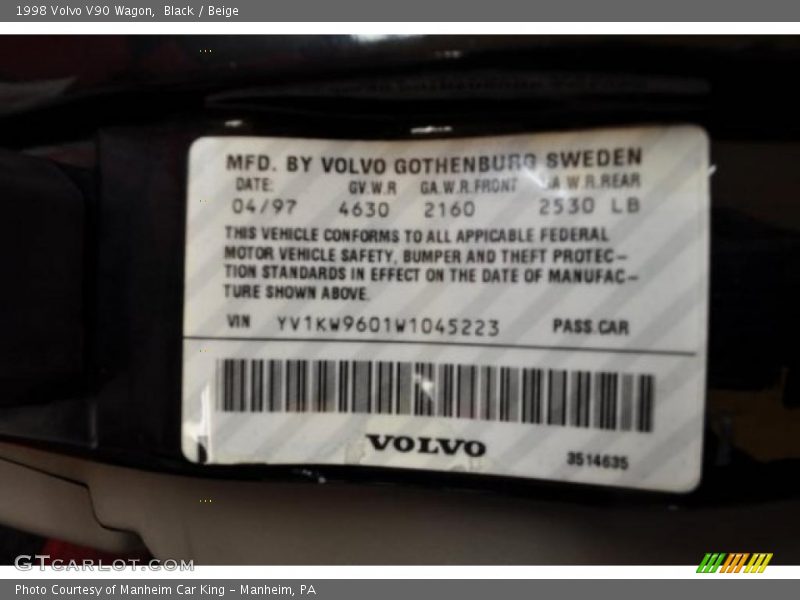 1998 Volvo V90 Wagon,  Black / Beige
MFD. BY VOLVO GOTHENBURG SWEDEN
DATE: GV.W.R GA.W.R.FRONT GA.W.R.REAR
04/97 4630 2160 2530 LB
THIS VEHICLE CONFORMS TO ALL APPICABLE FEDERAL
MOTOR VEHICLE SAFETY, BUMPER AND THEFT PROTEC-
TION STANDARDS IN EFFECT ON THE DATE OF MANUFAC-
TURE SHOWN ABOVE.
VIN YV1KW9601W1045223 PASS.CAR
VOLVO
3514635
GTCARLOT.COM
Photo Courtesy of Manheim Car King - Manheim, PA